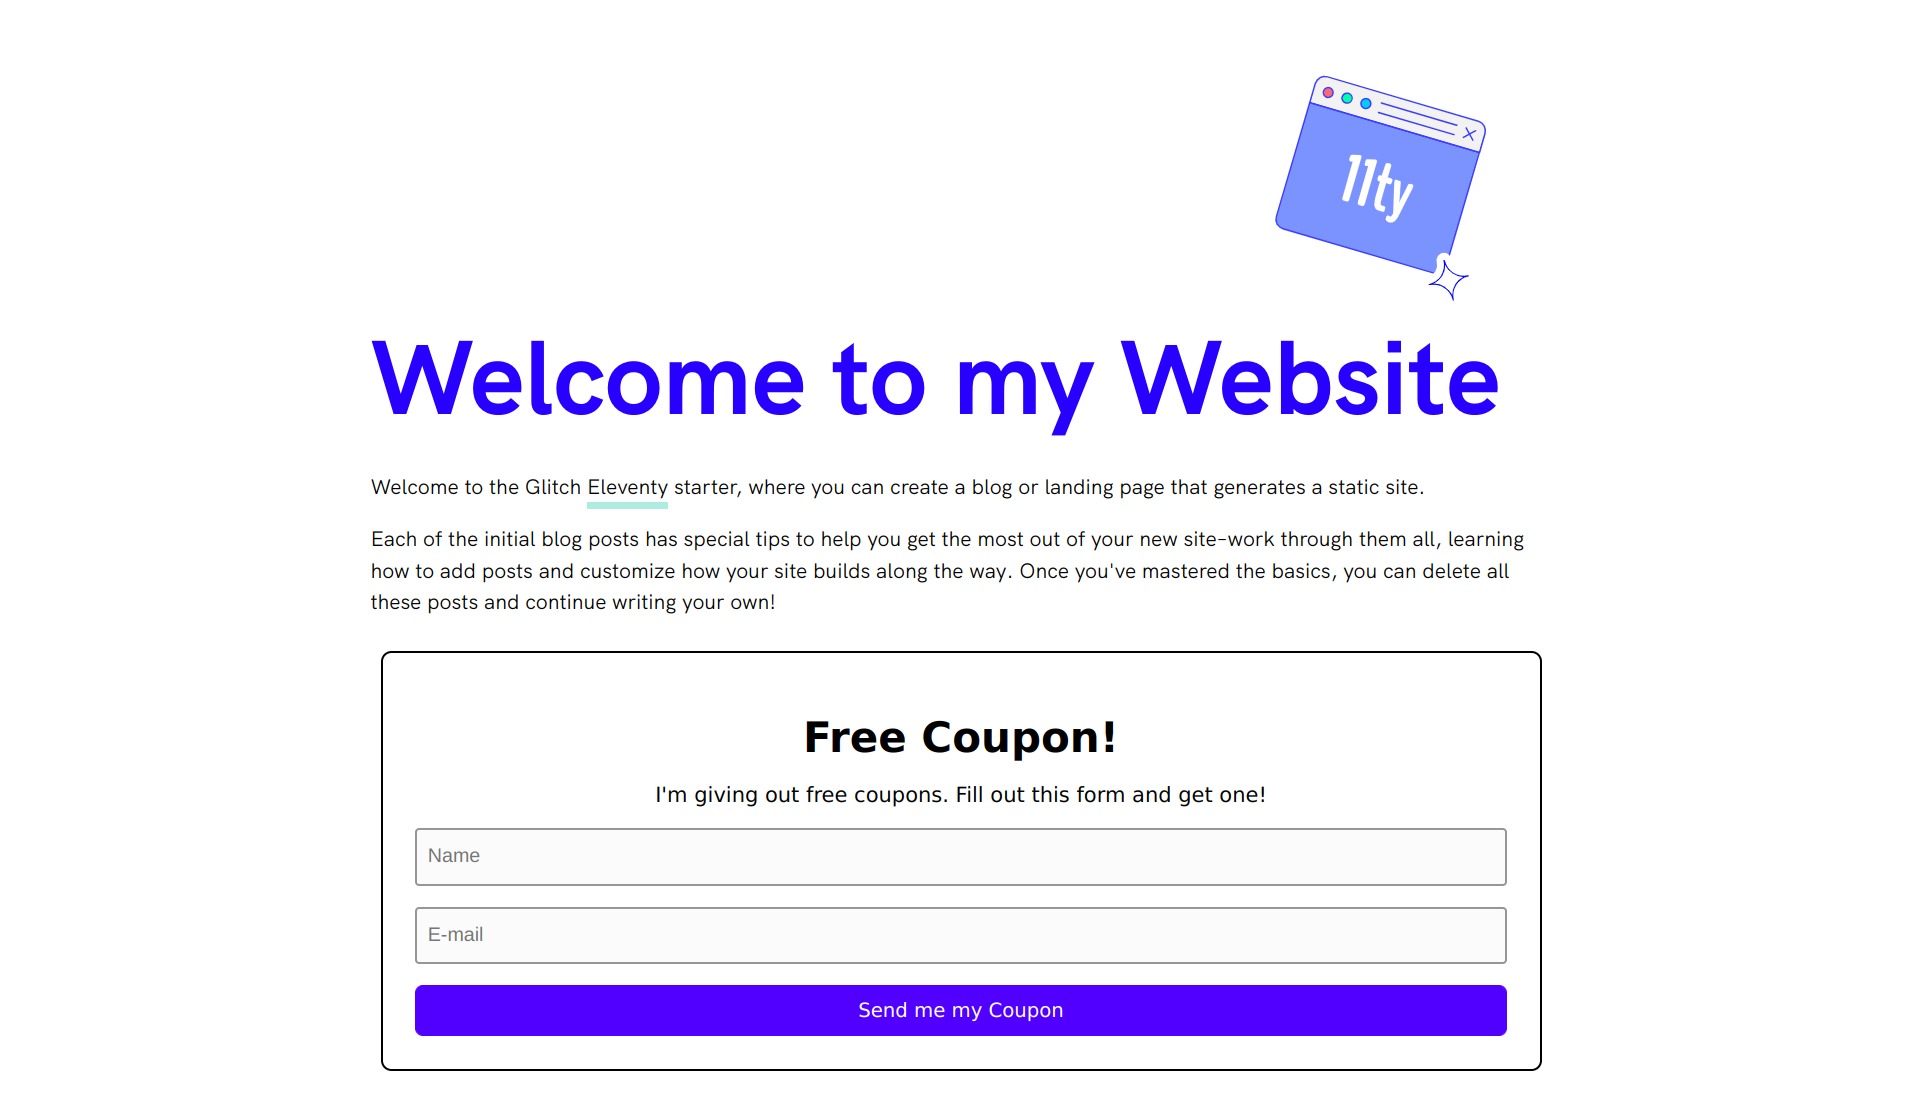 11ty
Welcome to my Website
Welcome to the Glitch Eleventy starter, where you can create a blog or landing page that generates a static site.
Each of the initial blog posts has special tips to help you get the most out of your new site–work through them all, learning
how to add posts and customize how your site builds along the way. Once you've mastered the basics, you can delete all
these posts and continue writing your own!
Free Coupon!
I'm giving out free coupons. Fill out this form and get one!
Name
E-mail
Send me my Coupon